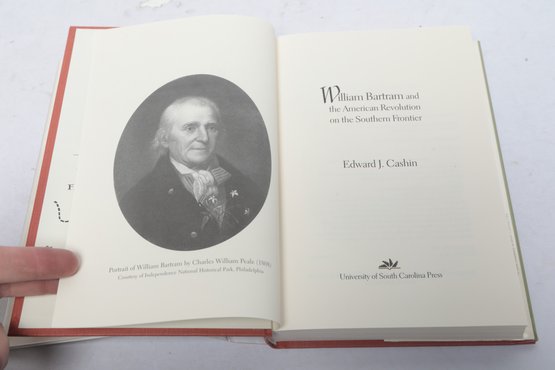 Portrait of William Bartram by Charles William Peale (1808)
Courtesy of Independence National Historical Park, Philadelphia
William Bartram and
the American Revolution
on the Southern Frontier
Edward J. Cashin
University of South Carolina Press